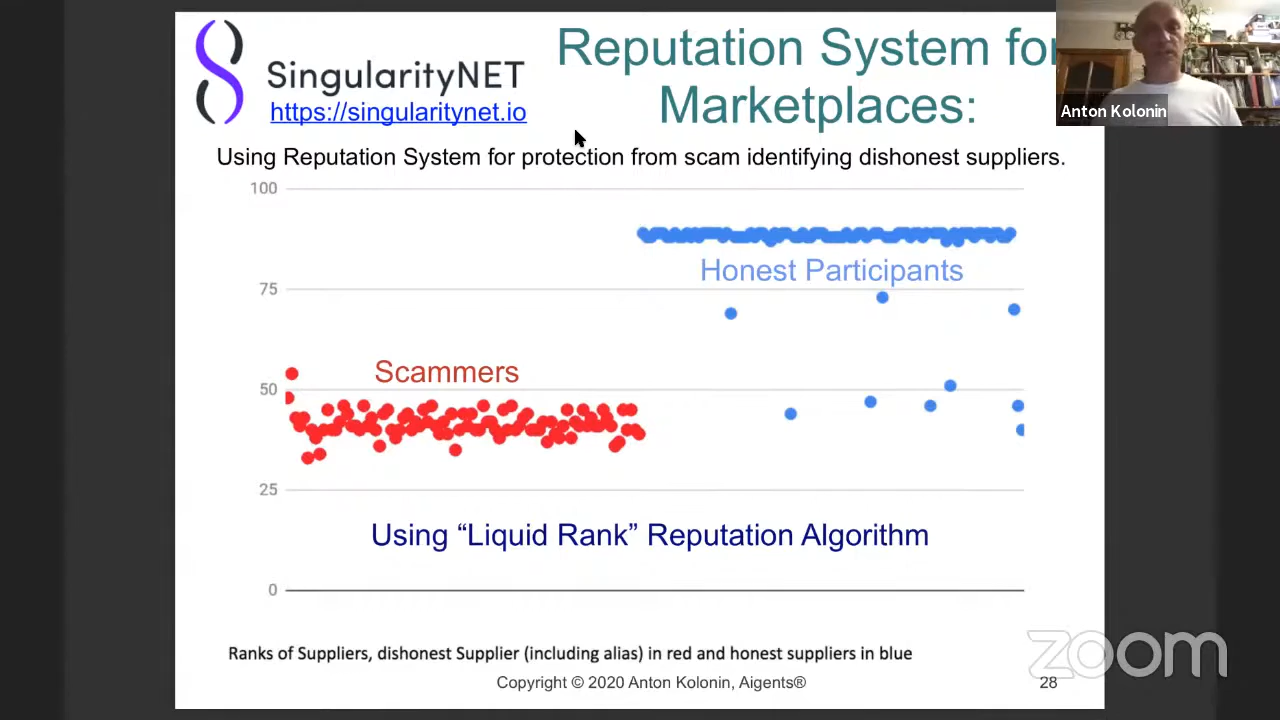 SingularityNET
https://singularitynet.io
Reputation System for
Marketplaces:
Anton Kolonin
Using Reputation System for protection from scam identifying dishonest suppliers.
100
Honest Participants
75
Scammers
50
25
Using “Liquid Rank” Reputation Algorithm
0
Ranks of Suppliers, dishonest Supplier (including alias) in red and honest suppliers in blue
Copyright © 2020 Anton Kolonin, Aigents®
28
zoom